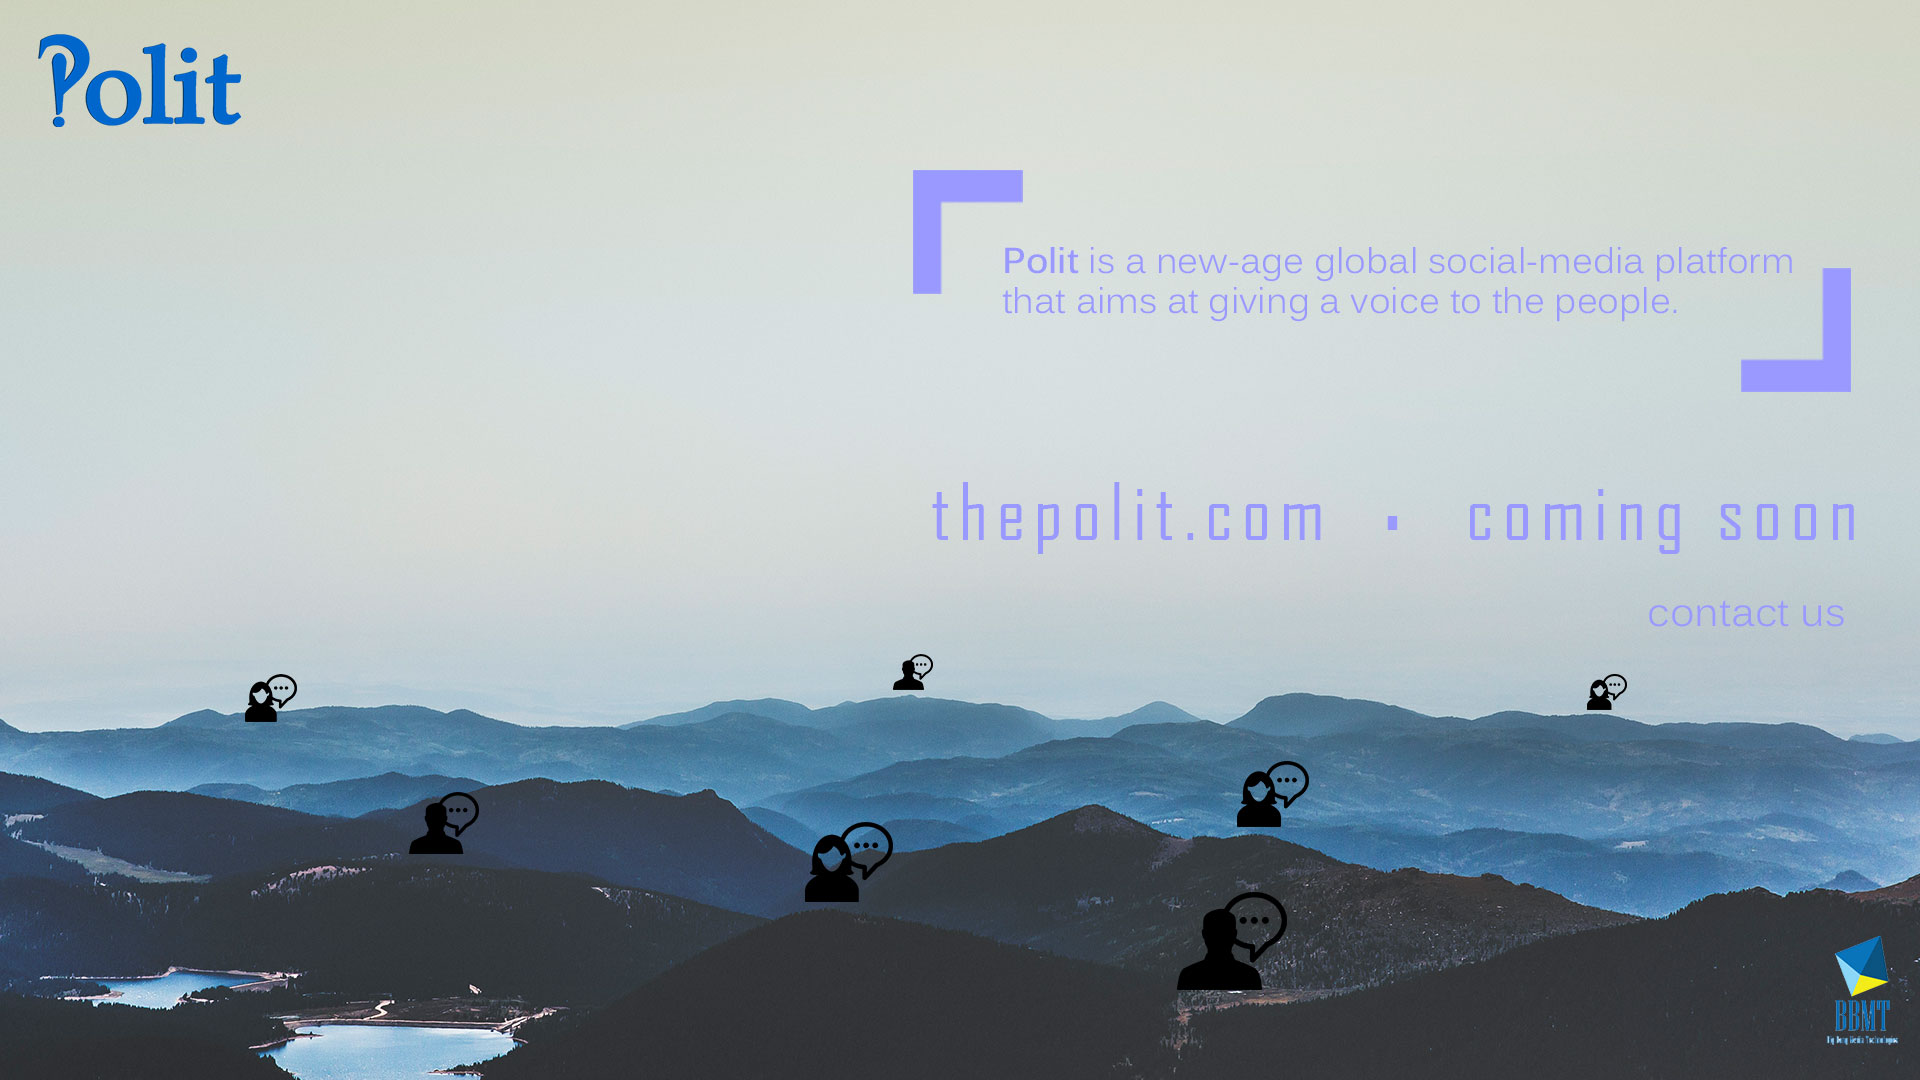 Polit
Polit is a new-age global social-media platform
that aims at giving a voice to the people.
thepolit.com · coming soon
contact us
BBMT